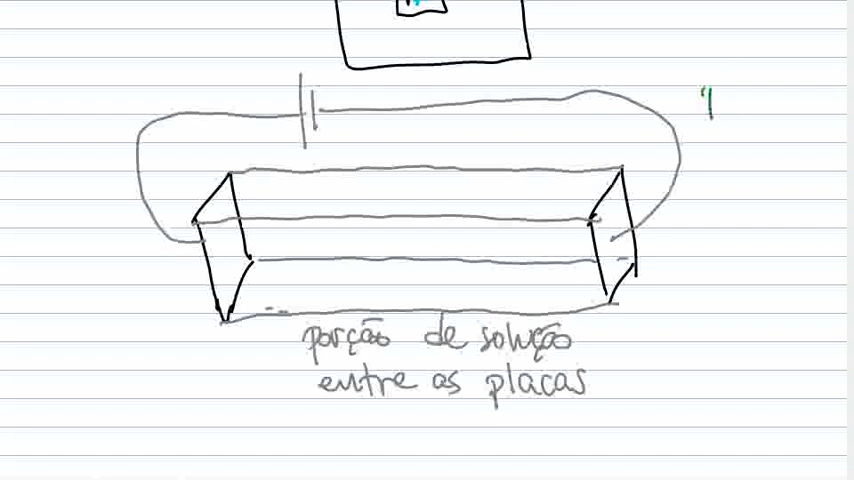 porção de solução
entre as placas